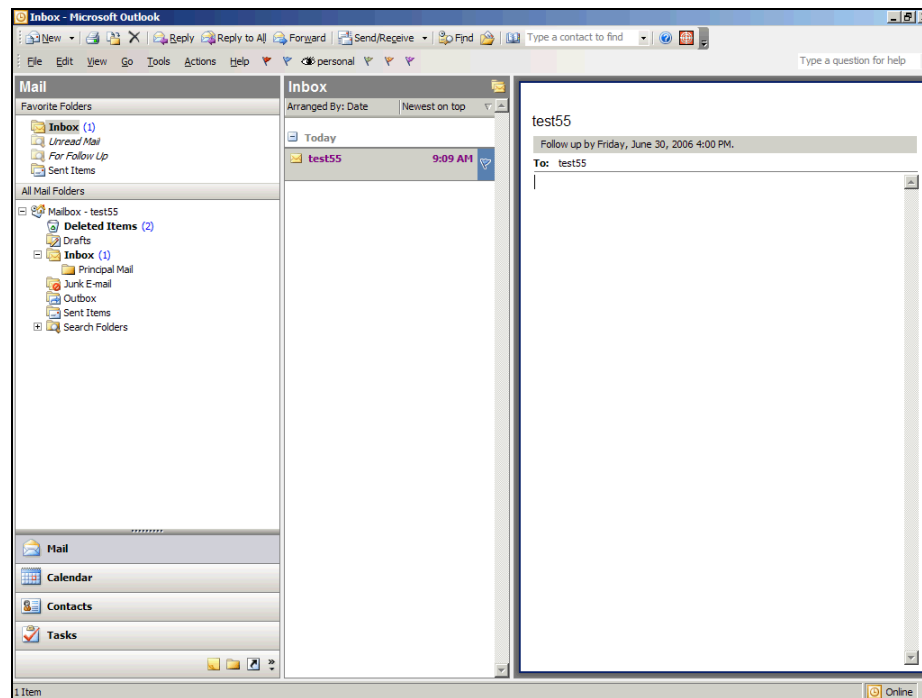 Inbox - Microsoft Outlook
New Reply Reply to All Forward Send/Receive Find Type a contact to find
File Edit View Go Tools Actions Help personal Type a question for help
Mail
Favorite Folders
Inbox (1)
Unread Mail
For Follow Up
Sent Items
All Mail Folders
Mailbox - test55
Deleted Items (2)
Drafts
Inbox (1)
Principal Mail
Junk E-mail
Outbox
Sent Items
Search Folders
Mail
Calendar
Contacts
Tasks
Inbox
Arranged By: Date Newest on top
Today
test55 9:09 AM
test55
Follow up by Friday, June 30, 2006 4:00 PM.
To: test55
1 Item Online